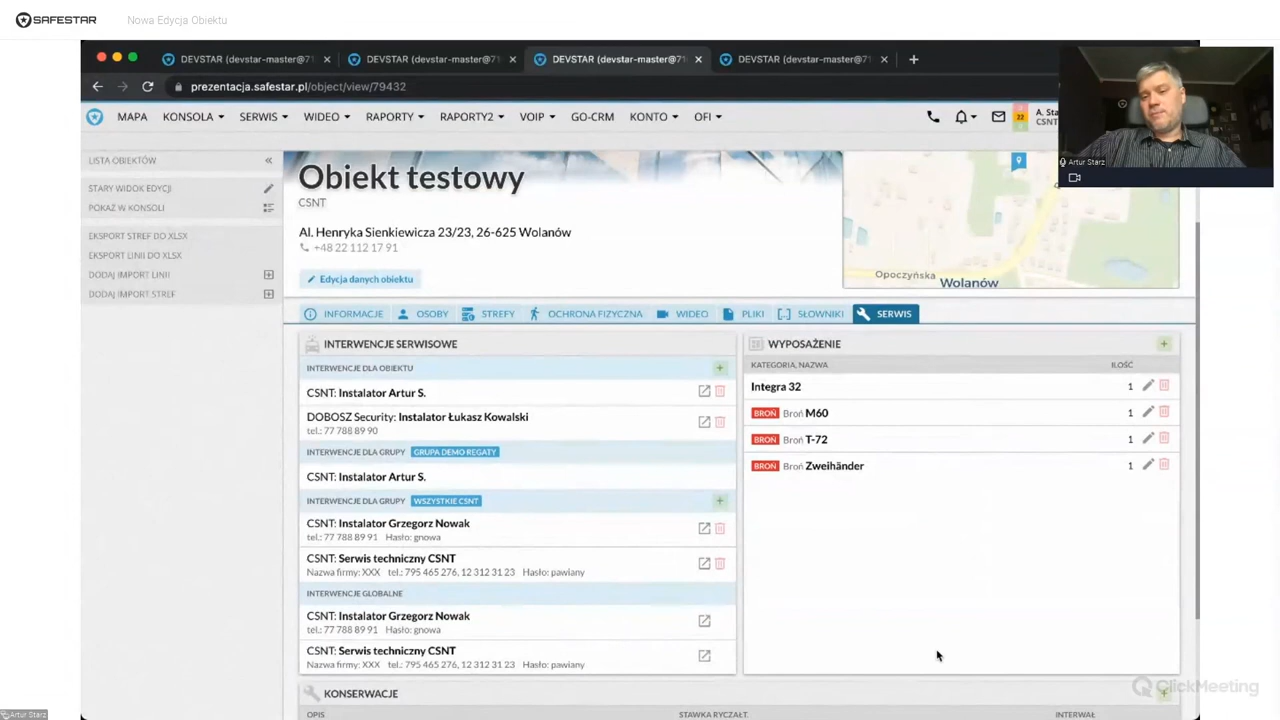 SAFESTAR
Nowa Edycja Obiektu
DEVSTAR (devstar-master@71
DEVSTAR (devstar-master@71
DEVSTAR (devstar-master@71
DEVSTAR (devstar-master@71
prezentacja.safestar.pl/object/view/79432
MAPA KONSOLA SERWIS WIDEO RAPORTY RAPORTY2 VOIP GO-CRM KONTO OFI
22
A. Sta
CSNT
Artur Starz
LISTA OBIEKTÓW
STARY WIDOK EDYCJI
POKAŻ W KONSOLI
EKSPORT STREF DO XLSX
EKSPORT LINII DO XLSX
DODAJ IMPORT LINII
DODAJ IMPORT STREF
Obiekt testowy
CSNT
Al. Henryka Sienkiewicza 23/23, 26-625 Wolanów
+48 22 112 17 91
Edycja danych obiektu
Opoczyńska
Wolanów
INFORMACJE OSOBY STREFY OCHRONA FIZYCZNA WIDEO PLIKI SŁOWNIKI SERWIS
INTERWENCJE SERWISOWE
INTERWENCJE DLA OBIEKTU
CSNT: Instalator Artur S.
DOBOSZ Security: Instalator Łukasz Kowalski
tel.: 77 788 89 90
INTERWENCJE DLA GRUPY GRUPA DEMO REGATY
CSNT: Instalator Artur S.
INTERWENCJE DLA GRUPY WSZYSTKIE CSNT
CSNT: Instalator Grzegorz Nowak
tel.: 77 788 89 91 Hasło: gnowa
CSNT: Serwis techniczny CSNT
Nazwa firmy: XXX tel.: 795 465 276, 12 312 31 23 Hasło: pawiany
INTERWENCJE GLOBALNE
CSNT: Instalator Grzegorz Nowak
tel.: 77 788 89 91 Hasło: gnowa
CSNT: Serwis techniczny CSNT
Nazwa firmy: XXX tel.: 795 465 276, 12 312 31 23 Hasło: pawiany
WYPOSAŻENIE
KATEGORIA, NAZWA ILOŚĆ
Integra 32 1
BROŃ Broń M60 1
BROŃ Broń T-72 1
BROŃ Broń Zweihänder 1
KONSERWACJE
OPIS STAWKA RYCZAŁT. INTERWAŁ
ClickMeeting
Artur Starz